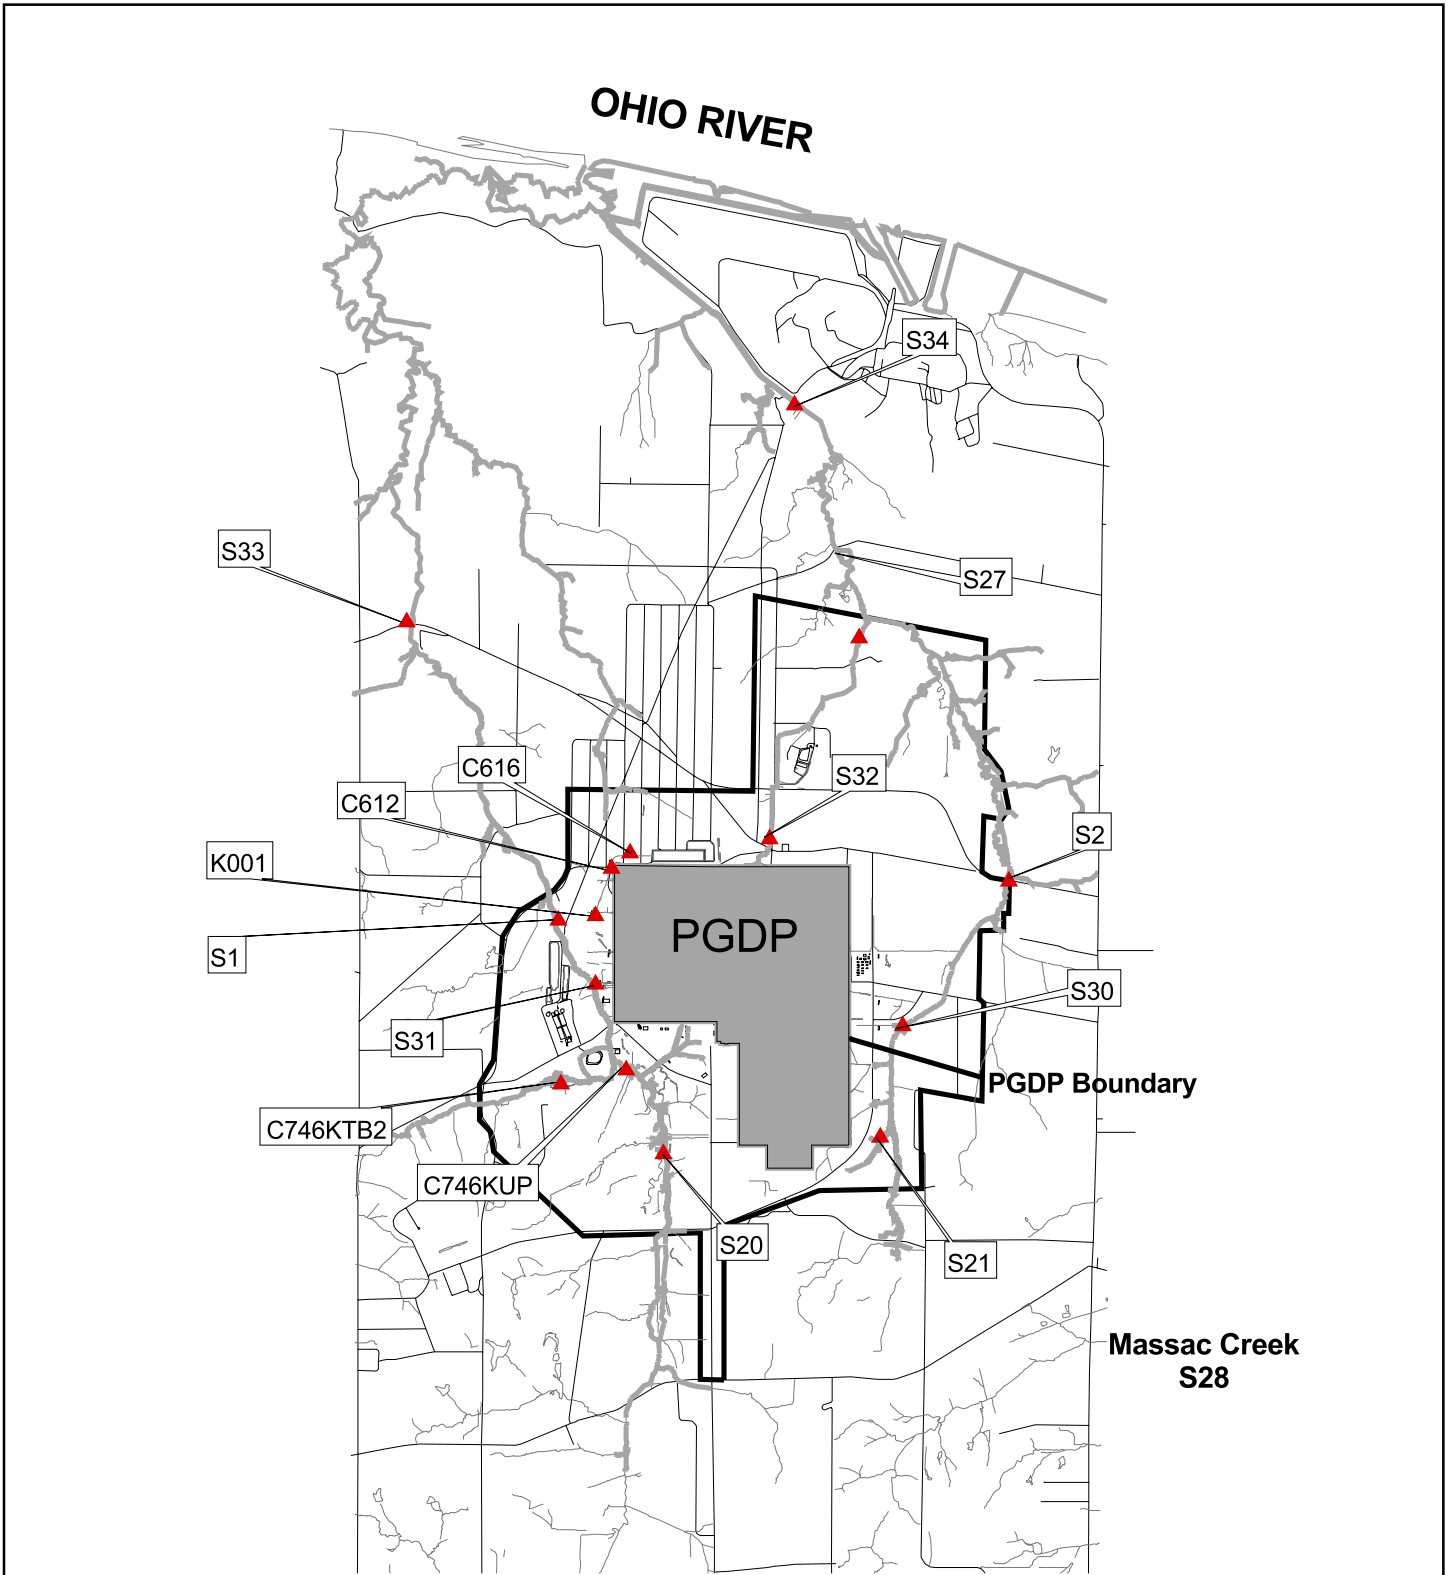 OHIO RIVER
S34
S33
S27
C616
S32
C612
S2
K001
PGDP
S1
S30
S31
PGDP Boundary
C746KTB2
C746KUP
S20
S21
Massac Creek
S28